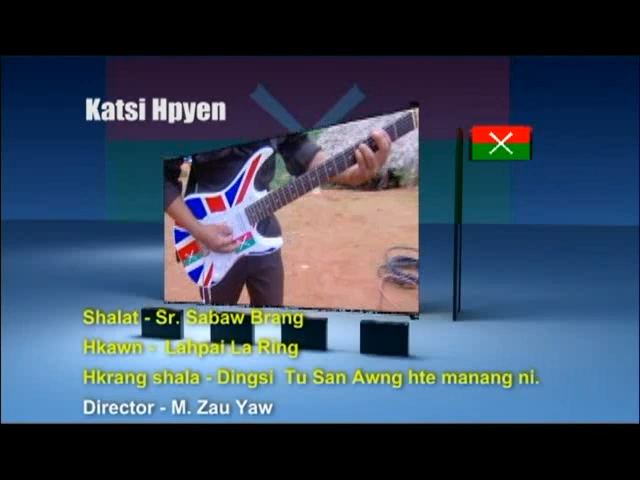 Katsi Hpyen
Shalat - Sr. Sabaw Brang
Hkawn - Lahpai La Ring
Hkrang shala - Dingsi Tu San Awng hte manang ni.
Director - M. Zau Yaw